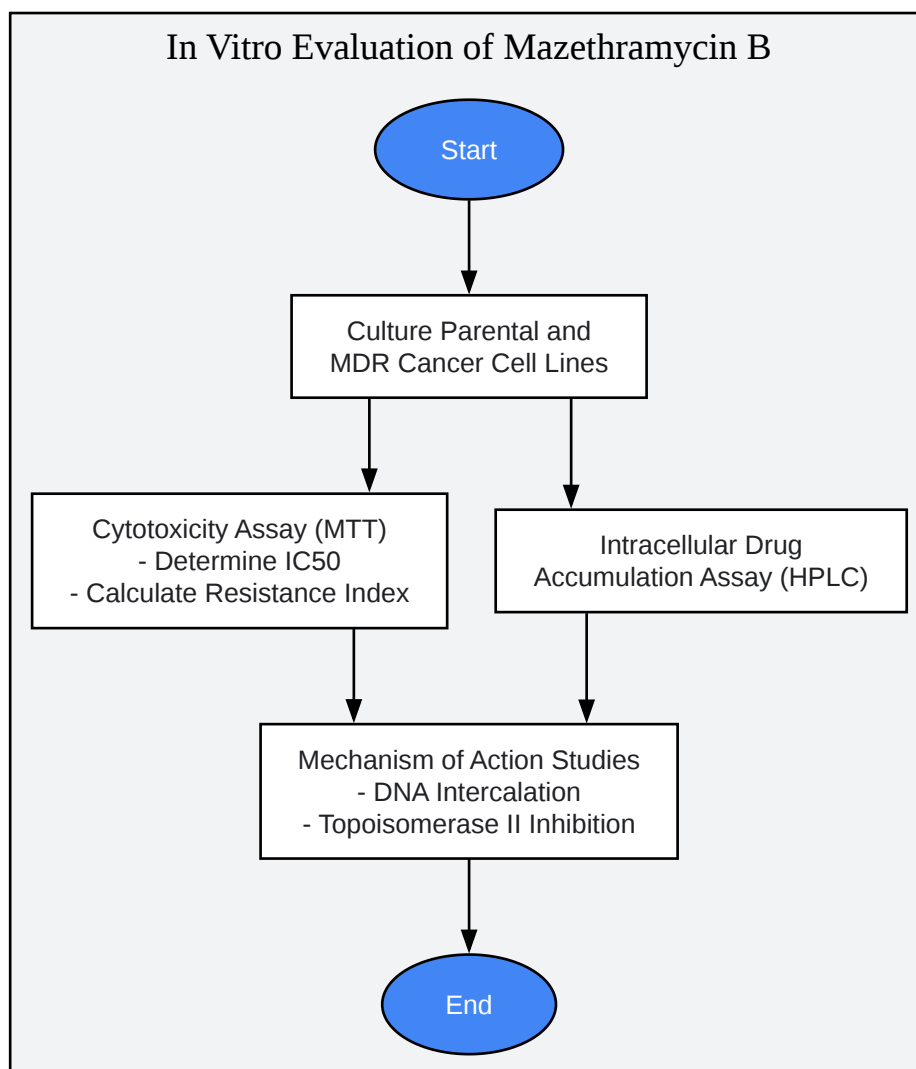 In Vitro Evaluation of Mazethramycin B
Start
Culture Parental and
MDR Cancer Cell Lines
Cytotoxicity Assay (MTT)
- Determine IC50
- Calculate Resistance Index
Intracellular Drug
Accumulation Assay (HPLC)
Mechanism of Action Studies
- DNA Intercalation
- Topoisomerase II Inhibition
End